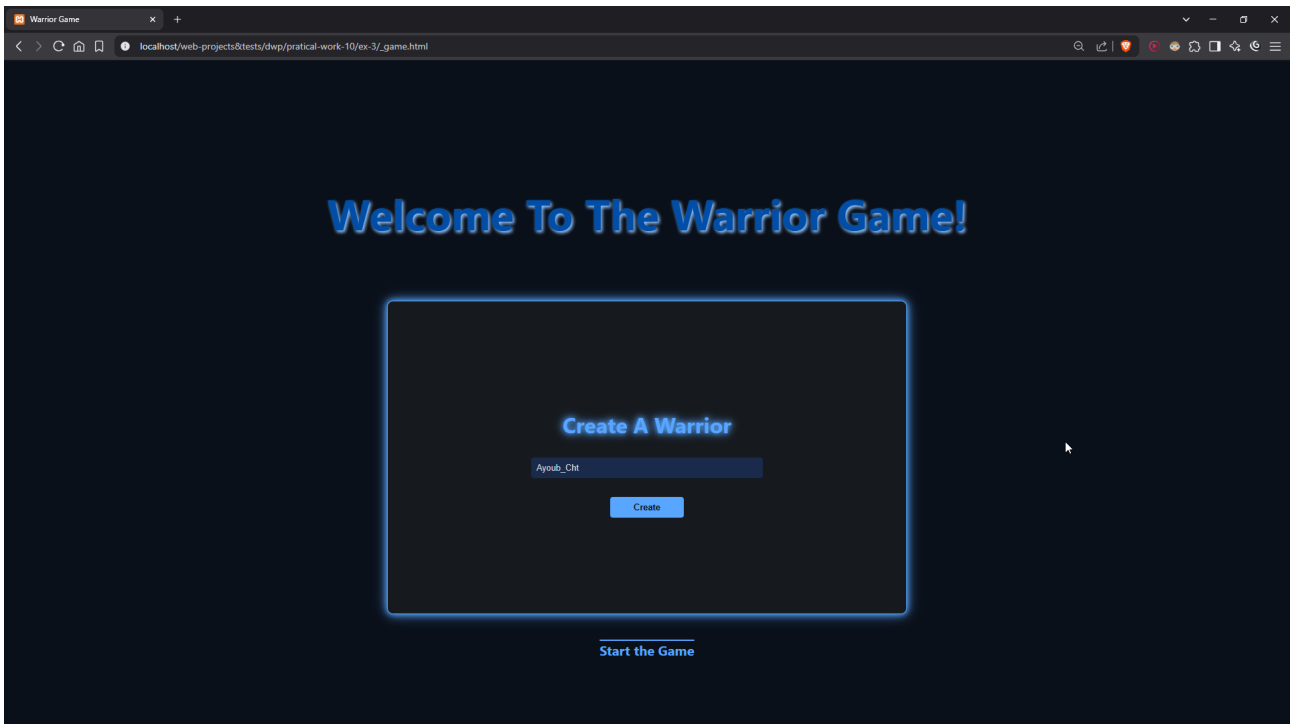 Warrior Game
localhost/web-projects&tests/dwp/pratical-work-10/ex-3/_game.html
Welcome To The Warrior Game!
Create A Warrior
Ayoub_Cht
Create
Start the Game